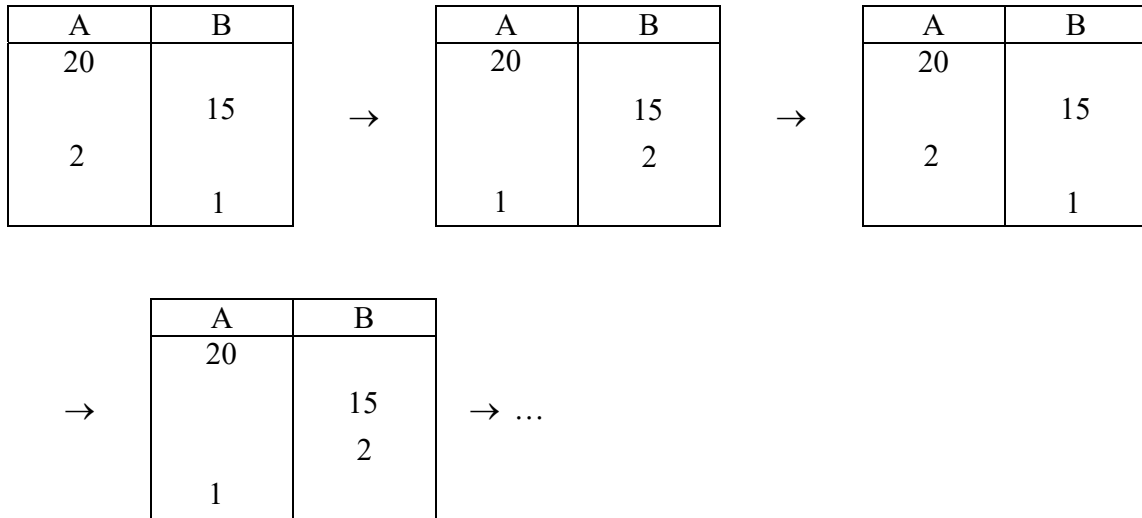 A B A B A B
20 20 20
15 → 15 → 15
2 2 2
1 1 1
A B
20
→ 15 → ...
2
1